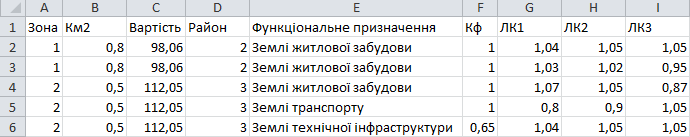 A B C D E F G H I
1 Зона Км2 Вартість Район Функціональне призначення Кф ЛК1 ЛК2 ЛК3
2 1 0,8 98,06 2 Землі житлової забудови 1 1,04 1,05 1,05
3 1 0,8 98,06 2 Землі житлової забудови 1 1,03 1,02 0,95
4 2 0,5 112,05 3 Землі житлової забудови 1 1,07 1,05 0,87
5 2 0,5 112,05 3 Землі транспорту 1 0,8 0,9 1,05
6 2 0,5 112,05 3 Землі технічної інфраструктури 0,65 1,04 1,05 1,05